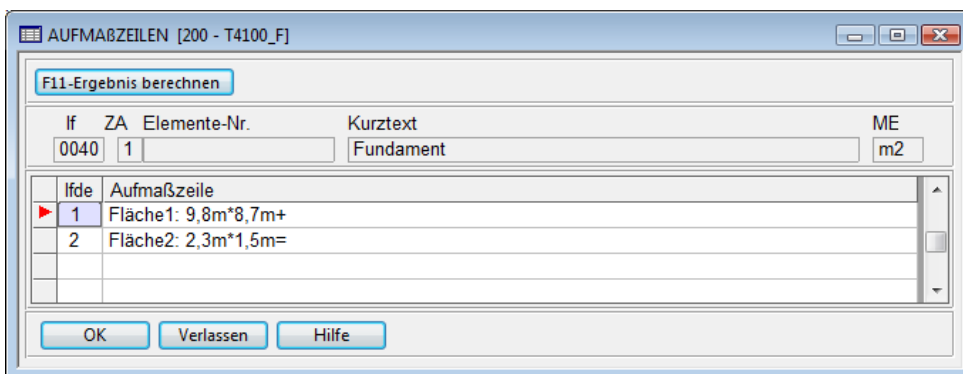 AUFMAßZEILEN [200 - T4100_F]
F11-Ergebnis berechnen
lf ZA Elemente-Nr. Kurztext ME
0040 1 Fundament m2
lfde Aufmaßzeile
1 Fläche1: 9,8m*8,7m+
2 Fläche2: 2,3m*1,5m=
OK Verlassen Hilfe